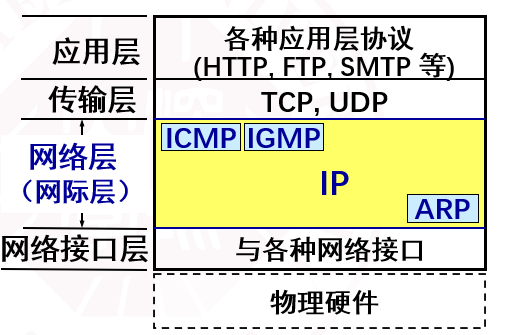 应用层
各种应用层协议
(HTTP, FTP, SMTP 等)
传输层
TCP, UDP
网络层
（网际层）
ICMP
IGMP
IP
ARP
网络接口层
与各种网络接口
物理硬件